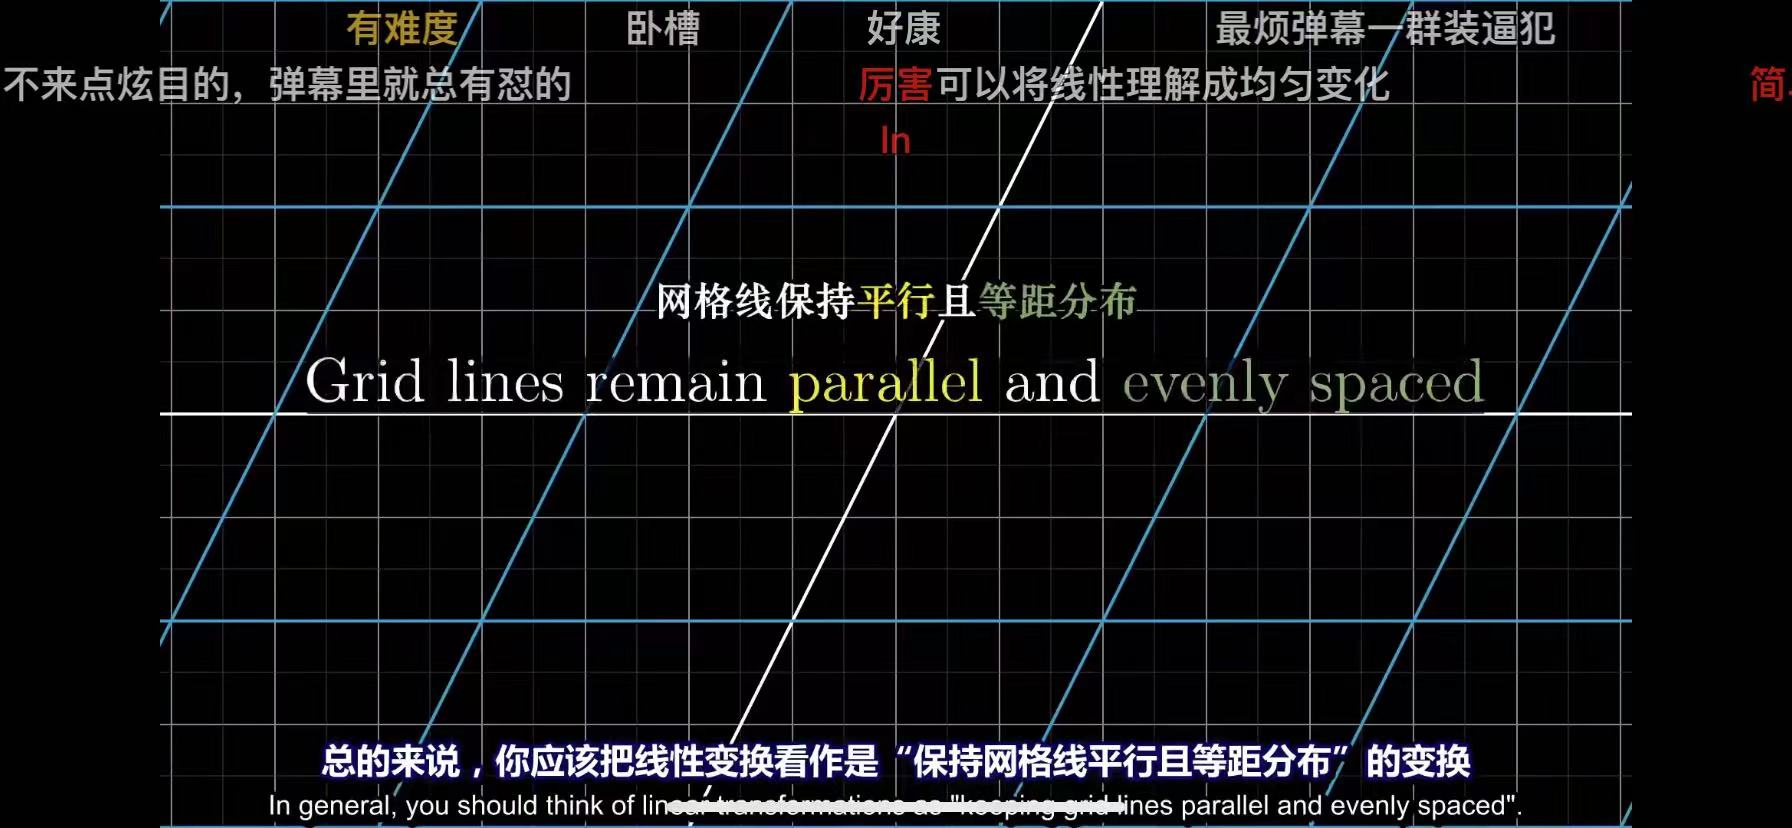 有难度 卧槽 好康 最烦弹幕一群装逼犯
不来点炫目的，弹幕里就总有怼的 厉害 可以将线性理解成均匀变化 简
In
网格线保持平行且等距分布
Grid lines remain parallel and evenly spaced
总的来说，你应该把线性变换看作是“保持网格线平行且等距分布”的变换
In general, you should think of linear transformations as "keeping grid lines parallel and evenly spaced".